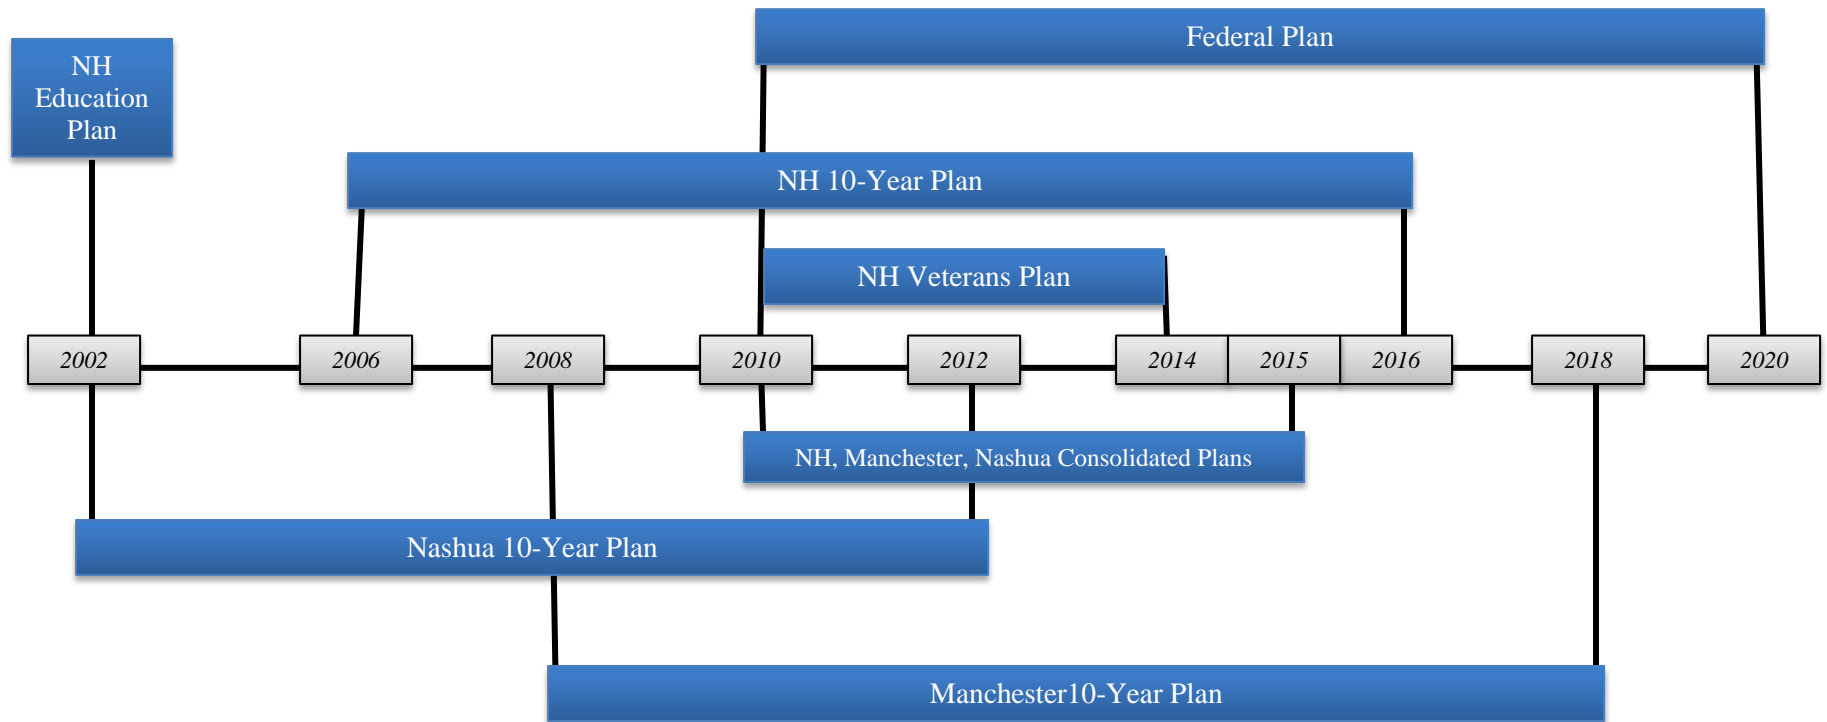 Federal Plan
NH
Education
Plan
NH 10-Year Plan
NH Veterans Plan
2002
2006
2008
2010
2012
2014
2015
2016
2018
2020
NH, Manchester, Nashua Consolidated Plans
Nashua 10-Year Plan
Manchester10-Year Plan